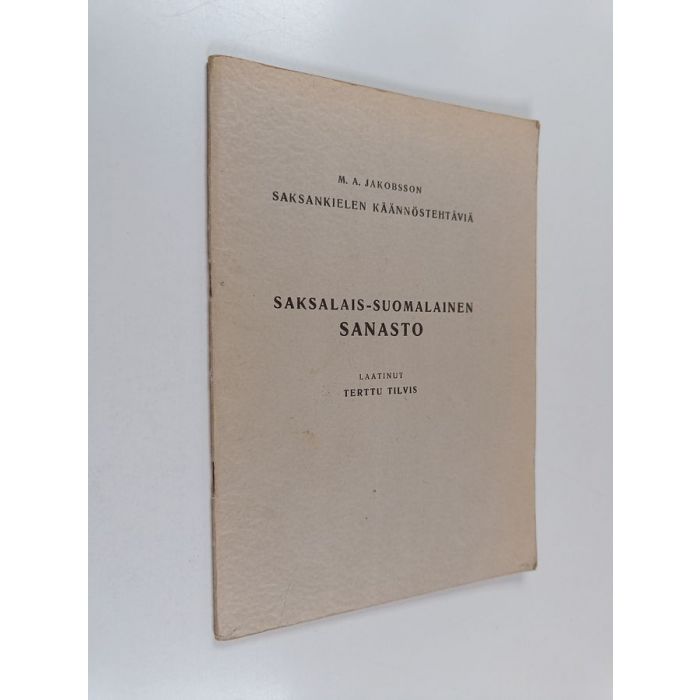 M. A. JAKOBSSON
SAKSANKIELEN KÄÄNNÖSTEHTÄVIÄ
SAKSALAIS-SUOMALAINEN
SANASTO
LAATINUT
TERTTU TILVIS